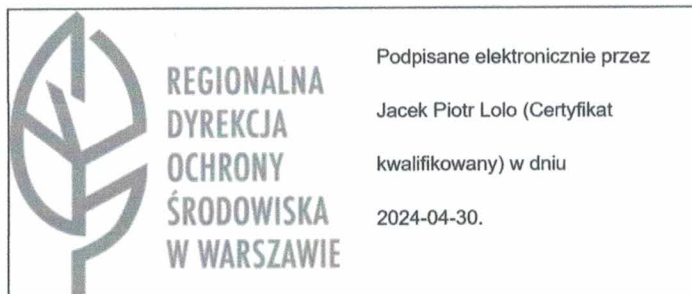 REGIONALNA
DYREKCJA
OCHRONY
ŚRODOWISKA
W WARSZAWIE
Podpisane elektronicznie przez
Jacek Piotr Lolo (Certyfikat
kwalifikowany) w dniu
2024-04-30.